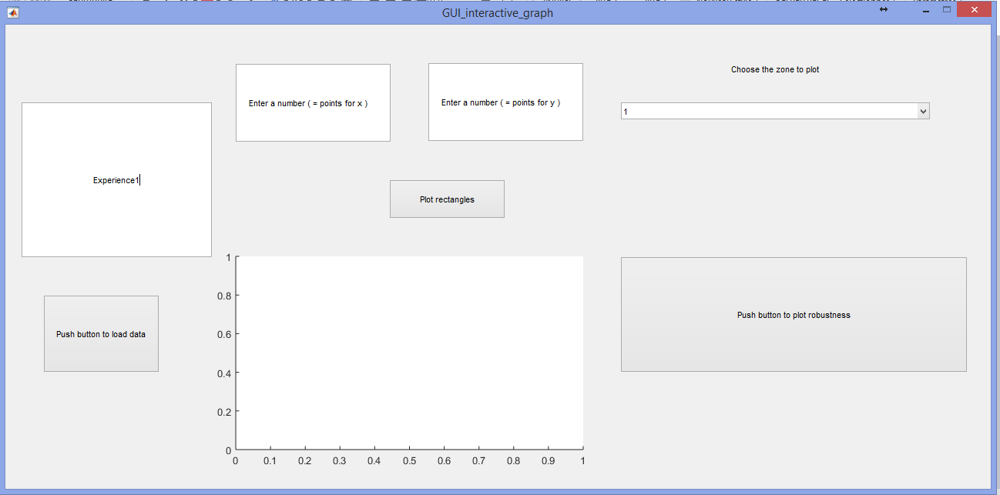 GUI_interactive_graph
Choose the zone to plot
Enter a number ( = points for x )
Enter a number ( = points for y )
1
Experience1
Plot rectangles
Push button to load data
Push button to plot robustness
1
0.8
0.6
0.4
0.2
0
0 0.1 0.2 0.3 0.4 0.5 0.6 0.7 0.8 0.9 1